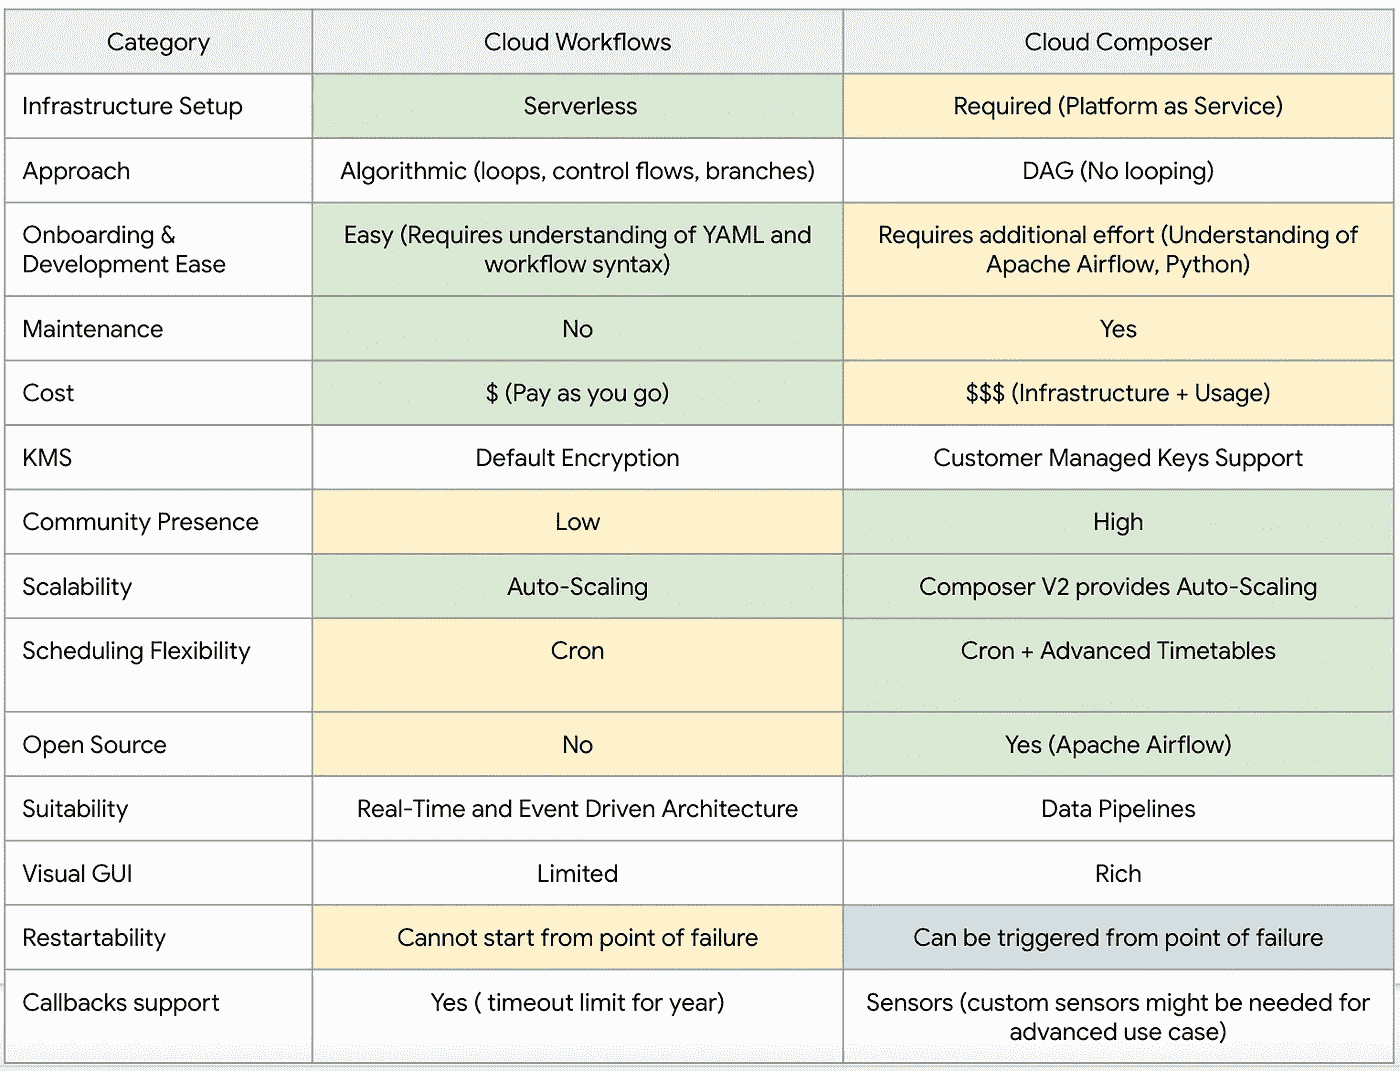 Category Cloud Workflows Cloud Composer
Infrastructure Setup Serverless Required (Platform as Service)
Approach Algorithmic (loops, control flows, branches) DAG (No looping)
Onboarding & Easy (Requires understanding of YAML and Requires additional effort (Understanding of
Development Ease workflow syntax) Apache Airflow, Python)
Maintenance No Yes
Cost $ (Pay as you go) $$$ (Infrastructure + Usage)
KMS Default Encryption Customer Managed Keys Support
Community Presence Low High
Scalability Auto-Scaling Composer V2 provides Auto-Scaling
Scheduling Flexibility Cron Cron + Advanced Timetables
Open Source No Yes (Apache Airflow)
Suitability Real-Time and Event Driven Architecture Data Pipelines
Visual GUI Limited Rich
Restartability Cannot start from point of failure Can be triggered from point of failure
Callbacks support Yes ( timeout limit for year) Sensors (custom sensors might be needed for
advanced use case)